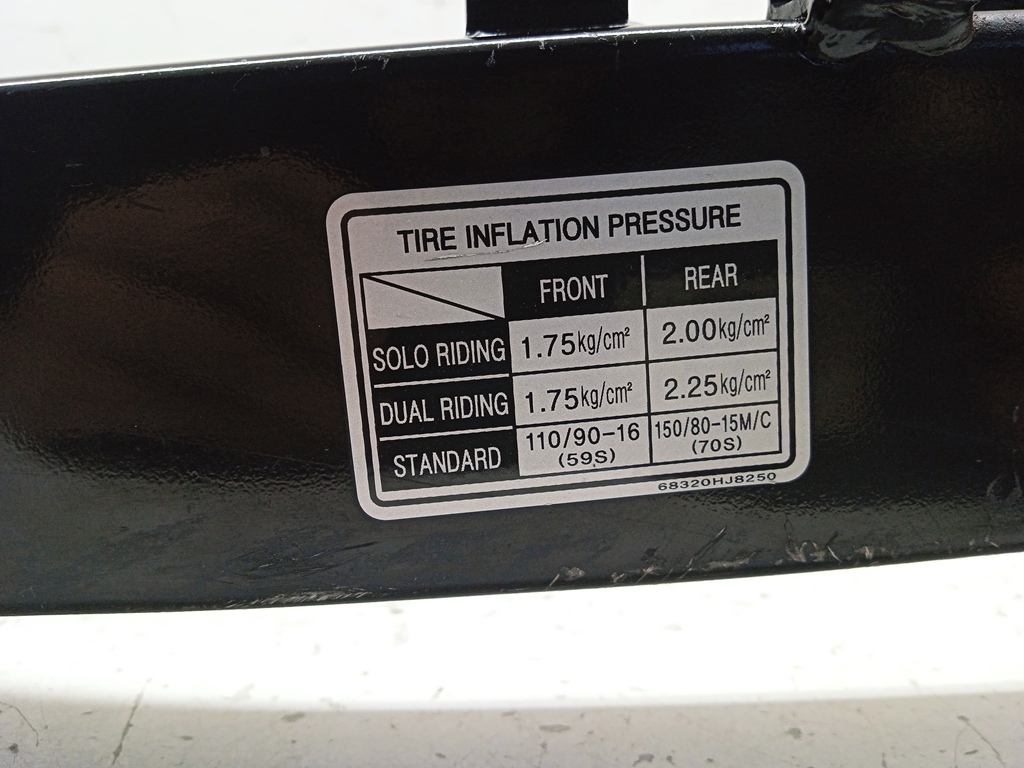 TIRE INFLATION PRESSURE
FRONT REAR
SOLO RIDING 1.75kg/cm² 2.00kg/cm²
DUAL RIDING 1.75kg/cm² 2.25kg/cm²
STANDARD 110/90-16 150/80-15M/C
(59S) (70S)
68320HJ8250